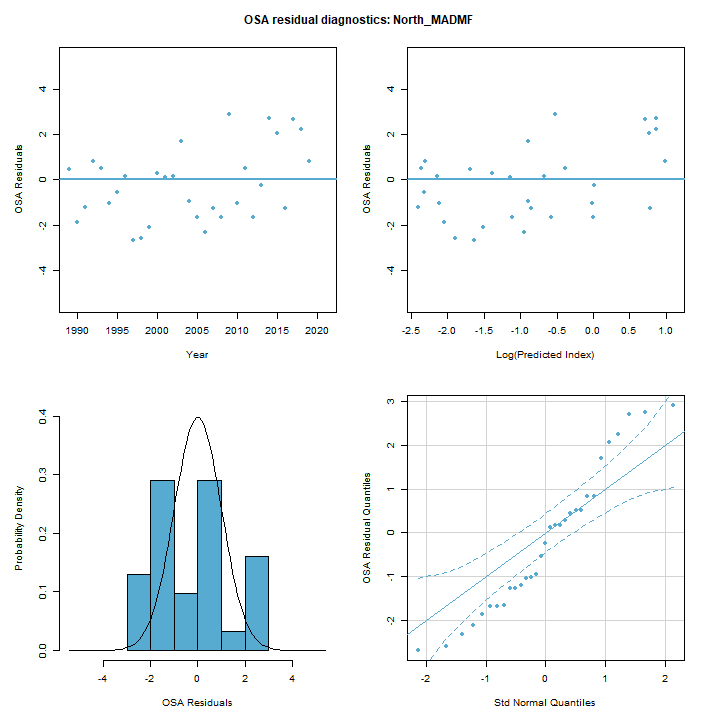 OSA residual diagnostics: North_MADMF
OSA Residuals
4
2
0
-2
-4
1990 1995 2000 2005 2010 2015 2020
Year
OSA Residuals
4
2
0
-2
-4
-2.5 -2.0 -1.5 -1.0 -0.5 0.0 0.5 1.0
Log(Predicted Index)
Probability Density
0.4
0.3
0.2
0.1
0.0
-4 -2 0 2 4
OSA Residuals
OSA Residual Quantiles
3
2
1
0
-1
-2
-2 -1 0 1 2
Std Normal Quantiles